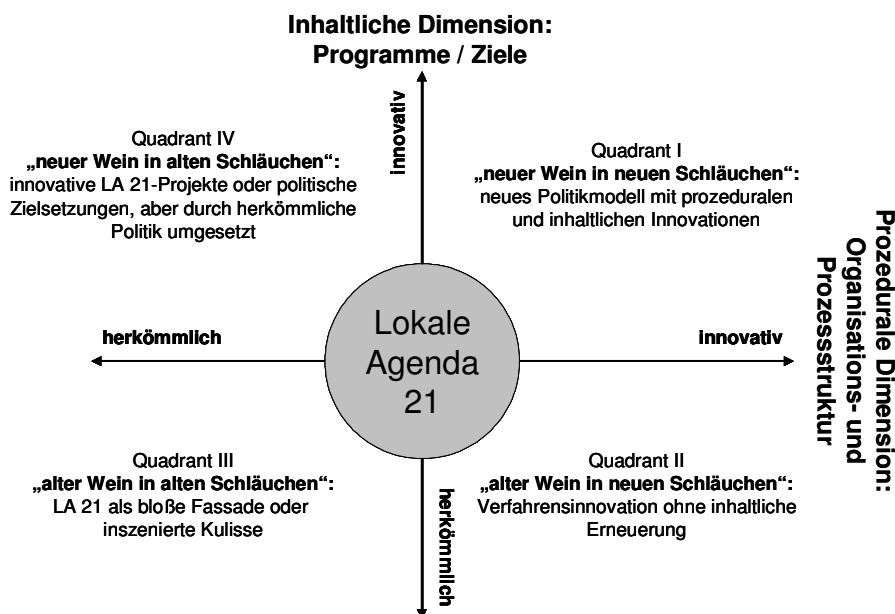 Inhaltliche Dimension:
Programme / Ziele
innovativ
Quadrant IV
„neuer Wein in alten Schläuchen“:
innovative LA 21-Projekte oder politische
Zielsetzungen, aber durch herkömmliche
Politik umgesetzt
Quadrant I
„neuer Wein in neuen Schläuchen“:
neues Politikmodell mit prozeduralen
und inhaltlichen Innovationen
Prozedurale Dimension:
Organisations- und
Prozessstruktur
herkömmlich
Lokale
Agenda
21
innovativ
Quadrant III
„alter Wein in alten Schläuchen“:
LA 21 als bloße Fassade oder
inszenierte Kulisse
herkömmlich
Quadrant II
„alter Wein in neuen Schläuchen“:
Verfahrensinnovation ohne inhaltliche
Erneuerung